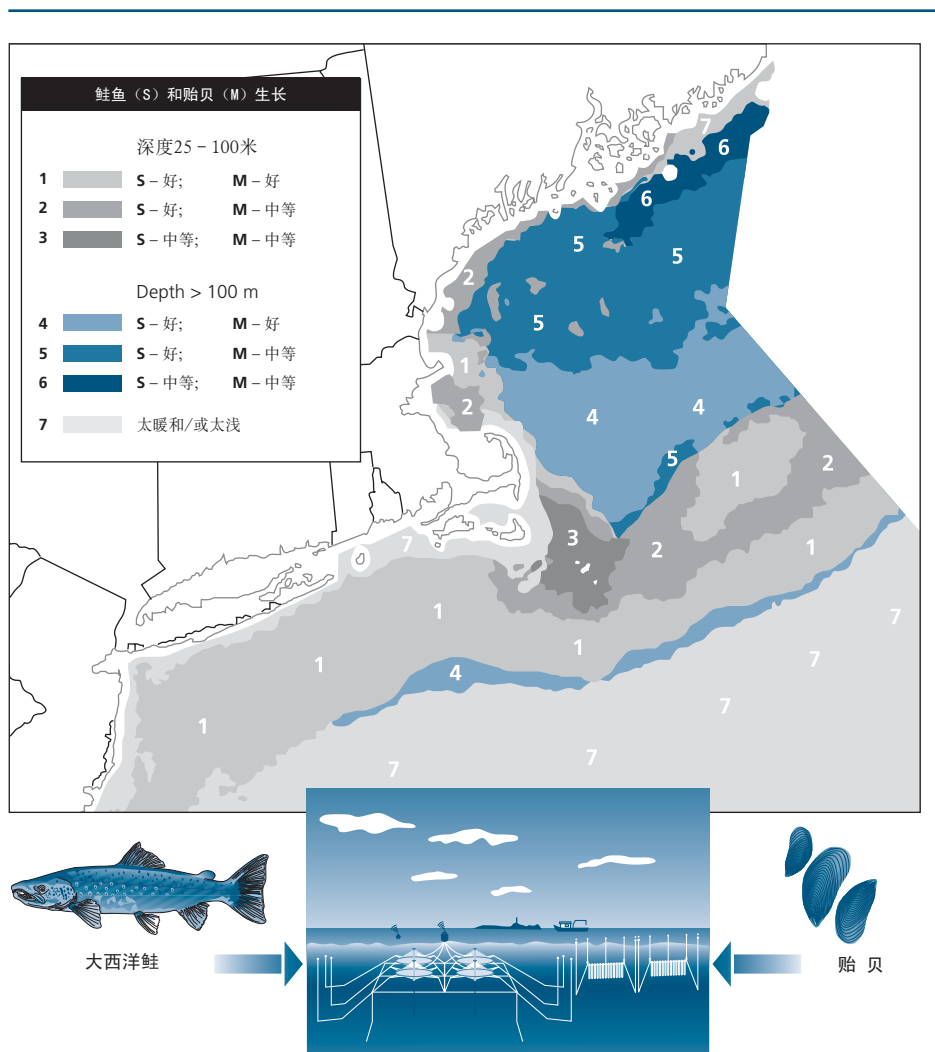 鲑鱼（S）和贻贝（M）生长
深度25 – 100米
1 S – 好; M – 好
2 S – 好; M – 中等
3 S – 中等; M – 中等
Depth > 100 m
4 S – 好; M – 好
5 S – 好; M – 中等
6 S – 中等; M – 中等
7 太暖和/或太浅
7
6
6
5
5
2
5
1
4
4
2
5
2
1
3
7
2
1
1
7
1
7
1
4
7
1
7
7
大西洋鲑
贻 贝